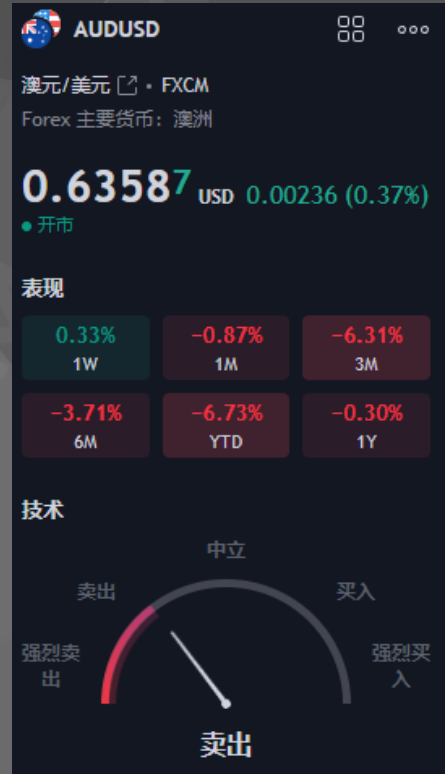 AUDUSD
澳元/美元 • FXCM
Forex 主要货币：澳洲
0.63587 USD 0.00236 (0.37%)
• 开市
表现
0.33% −0.87% −6.31%
1W 1M 3M
−3.71% −6.73% −0.30%
6M YTD 1Y
技术
中立
卖出 买入
强烈卖出 强烈买入
卖出